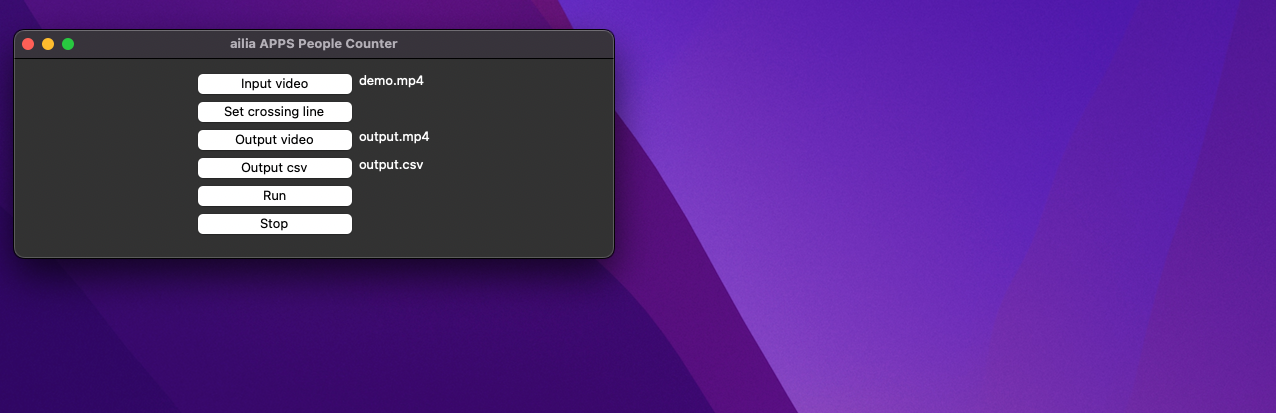 ailia APPS People Counter
Input video demo.mp4
Set crossing line
Output video output.mp4
Output csv output.csv
Run
Stop